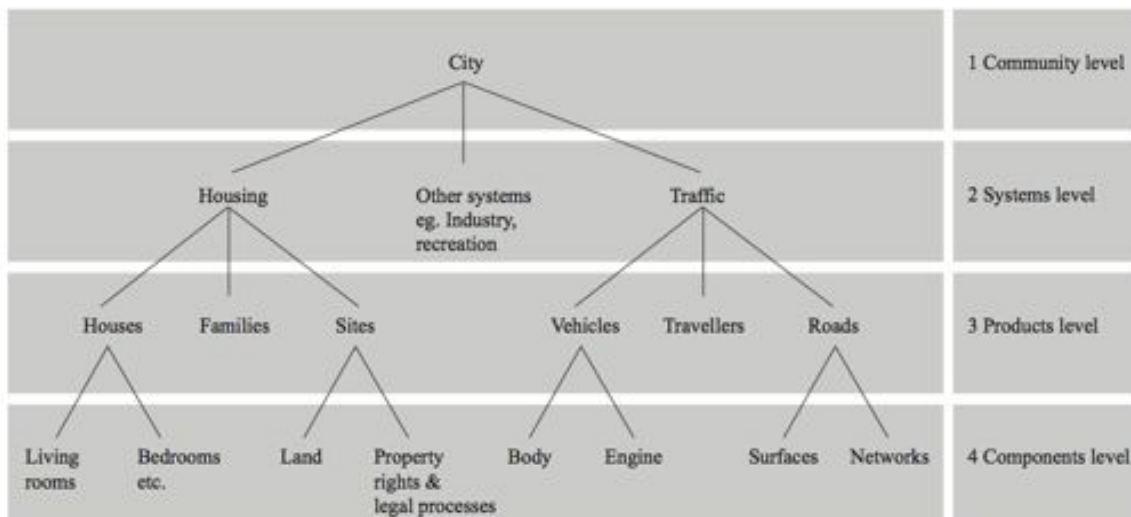 City
1 Community level
Housing
Other systems
eg. Industry,
recreation
Traffic
2 Systems level
Houses
Families
Sites
Vehicles
Travellers
Roads
3 Products level
Living
rooms
Bedrooms
etc.
Land
Property
rights &
legal processes
Body
Engine
Surfaces
Networks
4 Components level